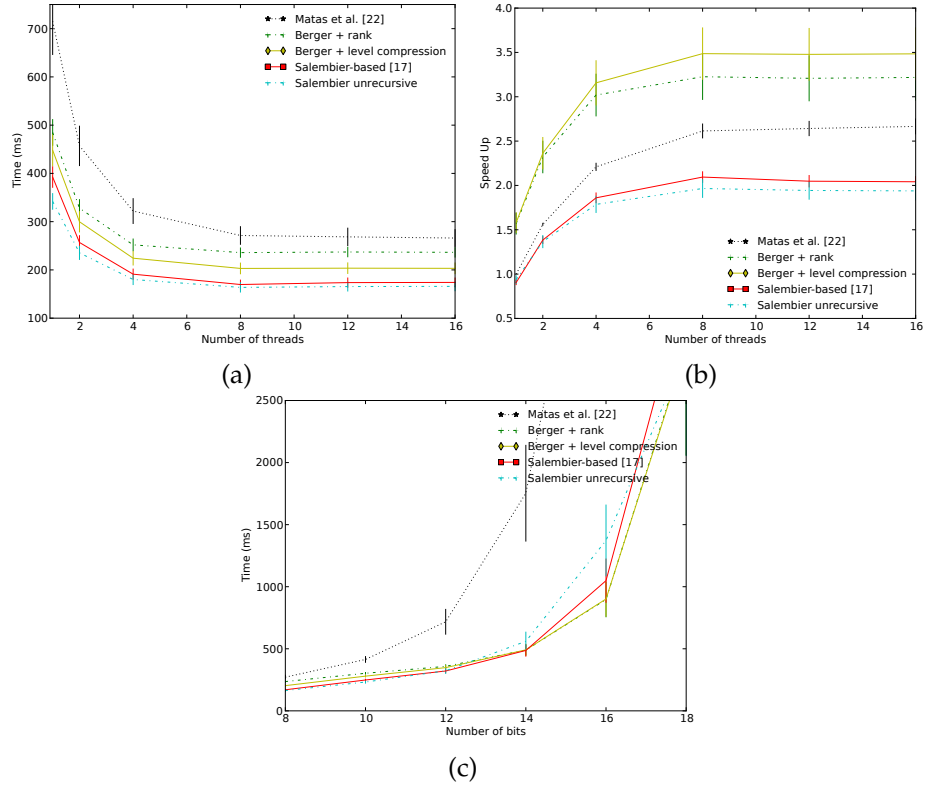 700
600
500
400
300
200
100
2
4
6
8
10
12
14
16
Time (ms)
Number of threads
Matas et al. [22]
Berger + rank
Berger + level compression
Salembier-based [17]
Salembier unrecursive
(a)
4.0
3.5
3.0
2.5
2.0
1.5
1.0
0.5
2
4
6
8
10
12
14
16
Speed Up
Number of threads
Matas et al. [22]
Berger + rank
Berger + level compression
Salembier-based [17]
Salembier unrecursive
(b)
2500
2000
1500
1000
500
0
8
10
12
14
16
18
Time (ms)
Number of bits
Matas et al. [22]
Berger + rank
Berger + level compression
Salembier-based [17]
Salembier unrecursive
(c)